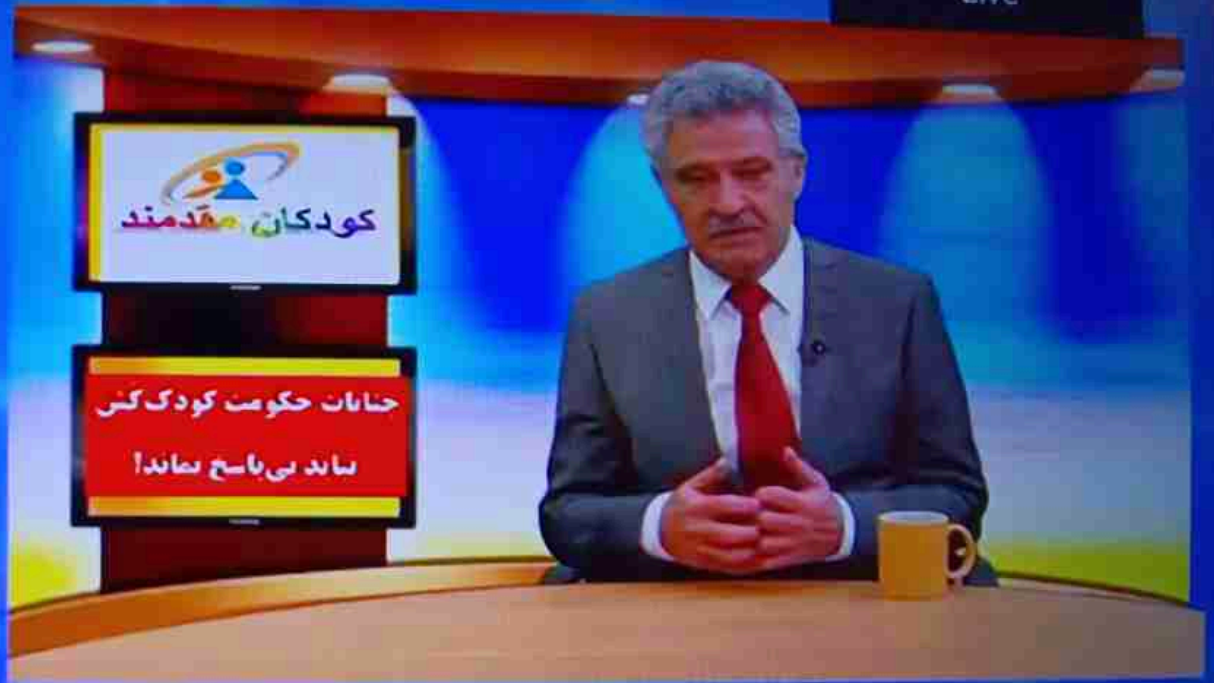 کودکان مقدمند
جنایات حکومت کودک‌کش
نباید بی‌پاسخ بماند!